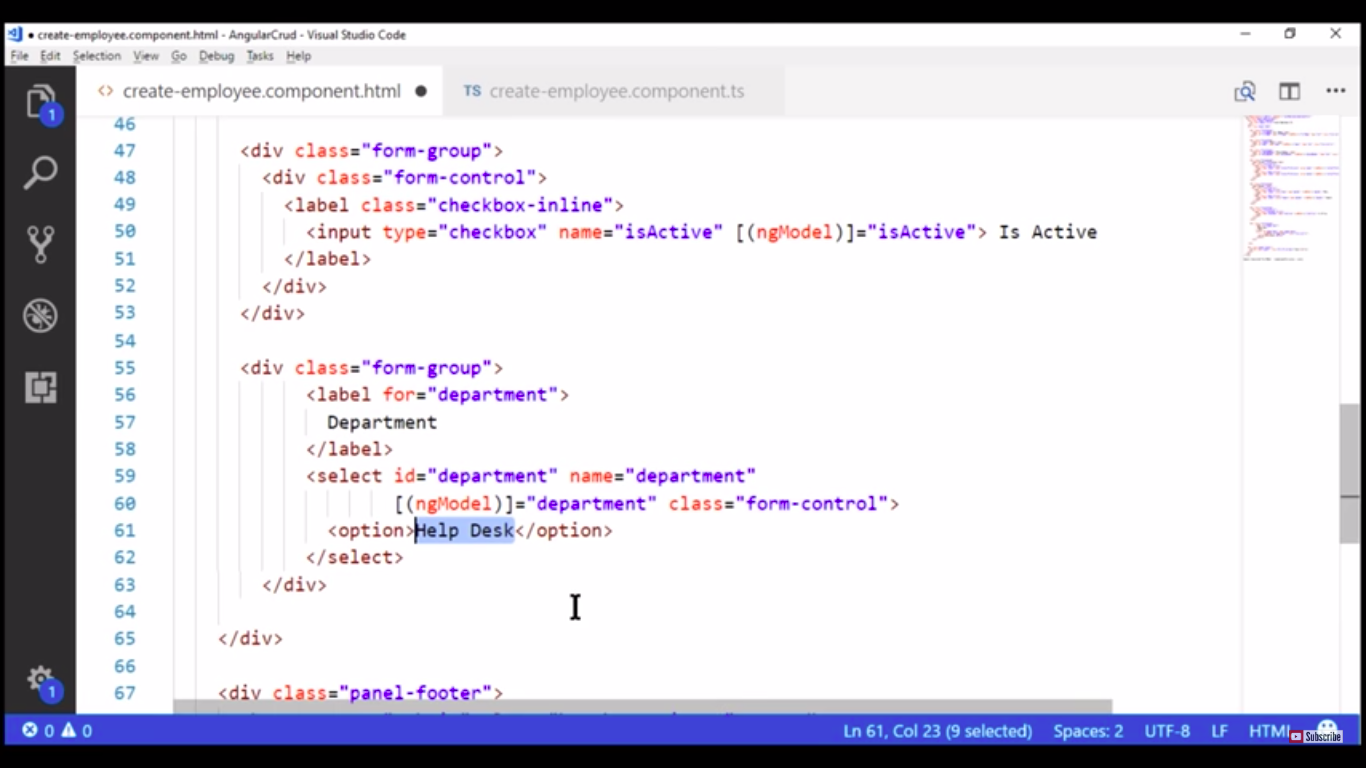 create-employee.component.html - AngularCrud - Visual Studio Code
File Edit Selection View Go Debug Tasks Help
<> create-employee.component.html ● TS create-employee.component.ts
46
47 <div class="form-group">
48 <div class="form-control">
49 <label class="checkbox-inline">
50 <input type="checkbox" name="isActive" [(ngModel)]="isActive"> Is Active
51 </label>
52 </div>
53 </div>
54
55 <div class="form-group">
56 <label for="department">
57 Department
58 </label>
59 <select id="department" name="department"
60 [(ngModel)]="department" class="form-control">
61 <option>Help Desk</option>
62 </select>
63 </div>
64
65 </div>
66
67 <div class="panel-footer">
1
1
0 0 Ln 61, Col 23 (9 selected) Spaces: 2 UTF-8 LF HTML
Subscribe